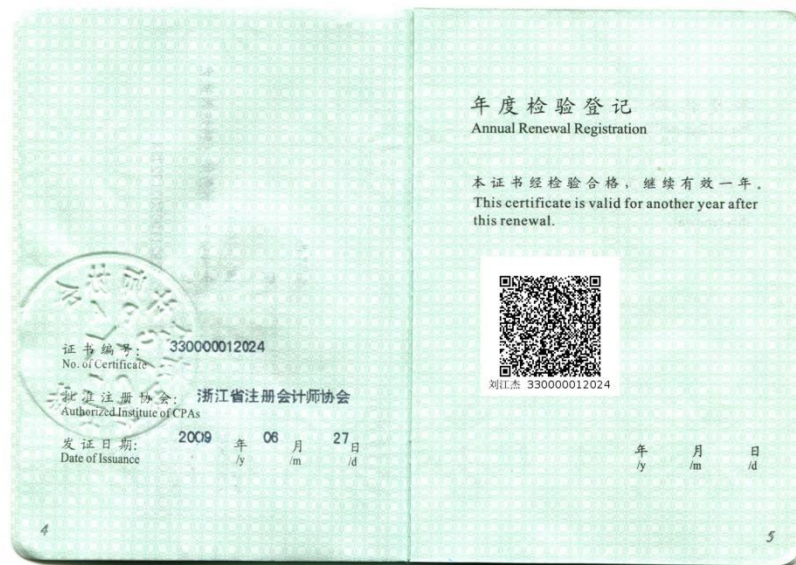 证书编号: 330000012024
No. of Certificate
批准注册协会: 浙江省注册会计师协会
Authorized Institute of CPAs
发证日期: 2009 年 06 月 27 日
Date of Issuance /y /m /d
4
年度检验登记
Annual Renewal Registration
本证书经检验合格，继续有效一年。
This certificate is valid for another year after
this renewal.
刘江杰 330000012024
年 月 日
/y /m /d
5